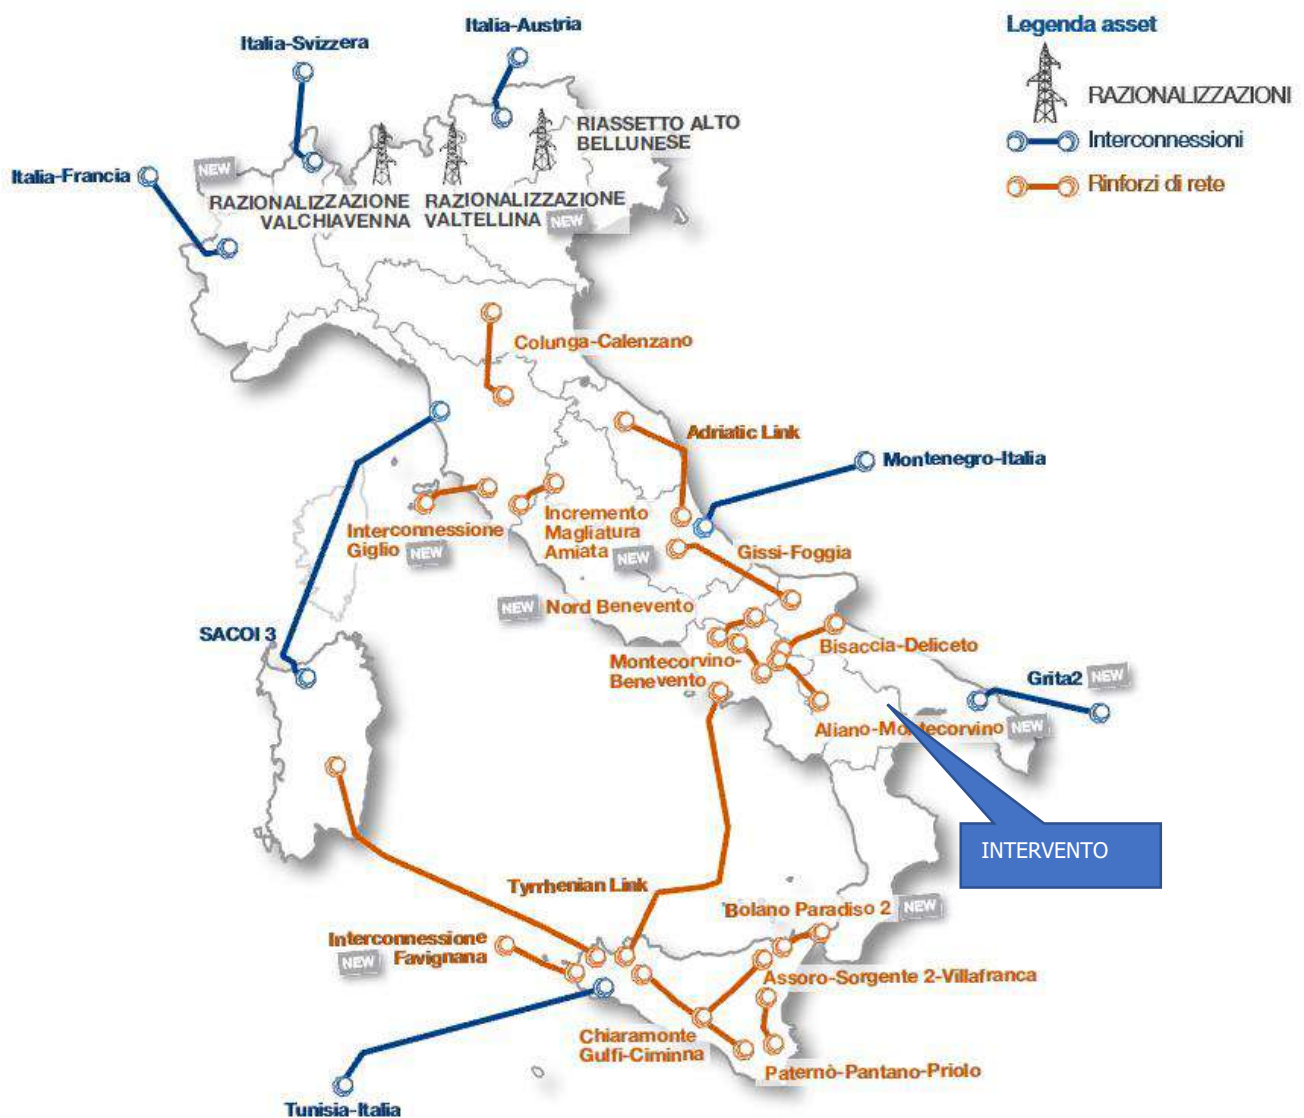 Italia-Austria
Legenda asset
Italia-Svizzera
RAZIONALIZZAZIONI
RIASSETTO ALTO
BELLUNESE
Interconnessioni
NEW
Italia-Francia
Rinforzi di rete
RAZIONALIZZAZIONE
VALCHIAVENNA
RAZIONALIZZAZIONE
VALTELLINA NEW
Colunga-Calenzano
Adriatic Link
Montenegro-Italia
Interconnessione
Giglio NEW
Incremento
Magliatura
Amiata NEW
Gissi-Foggia
NEW Nord Benevento
SACOI 3
Montecorvino-
Benevento
Bisaccia-Deliceto
Grita2 NEW
Aliano-Montecorvino NEW
INTERVENTO
Tyrrhenian Link
Bolano Paradiso 2 NEW
Interconnessione
NEW Favignana
Assoro-Sorgente 2-Villafranca
Chiaramonte
Gulfi-Ciminna
Paternò-Pantano-Priolo
Tunisia-Italia